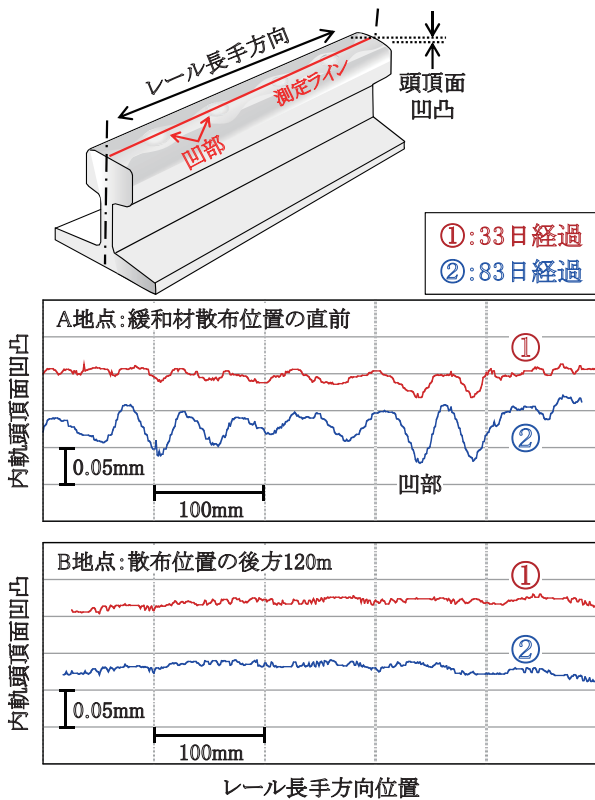 レール長手方向
測定ライン
凹部
頭頂面
凹凸
①:33日経過
②:83日経過
A地点:緩和材散布位置の直前
①
②
内軌頭頂面凹凸
0.05mm
100mm
凹部
B地点:散布位置の後方120m
①
②
内軌頭頂面凹凸
0.05mm
100mm
レール長手方向位置